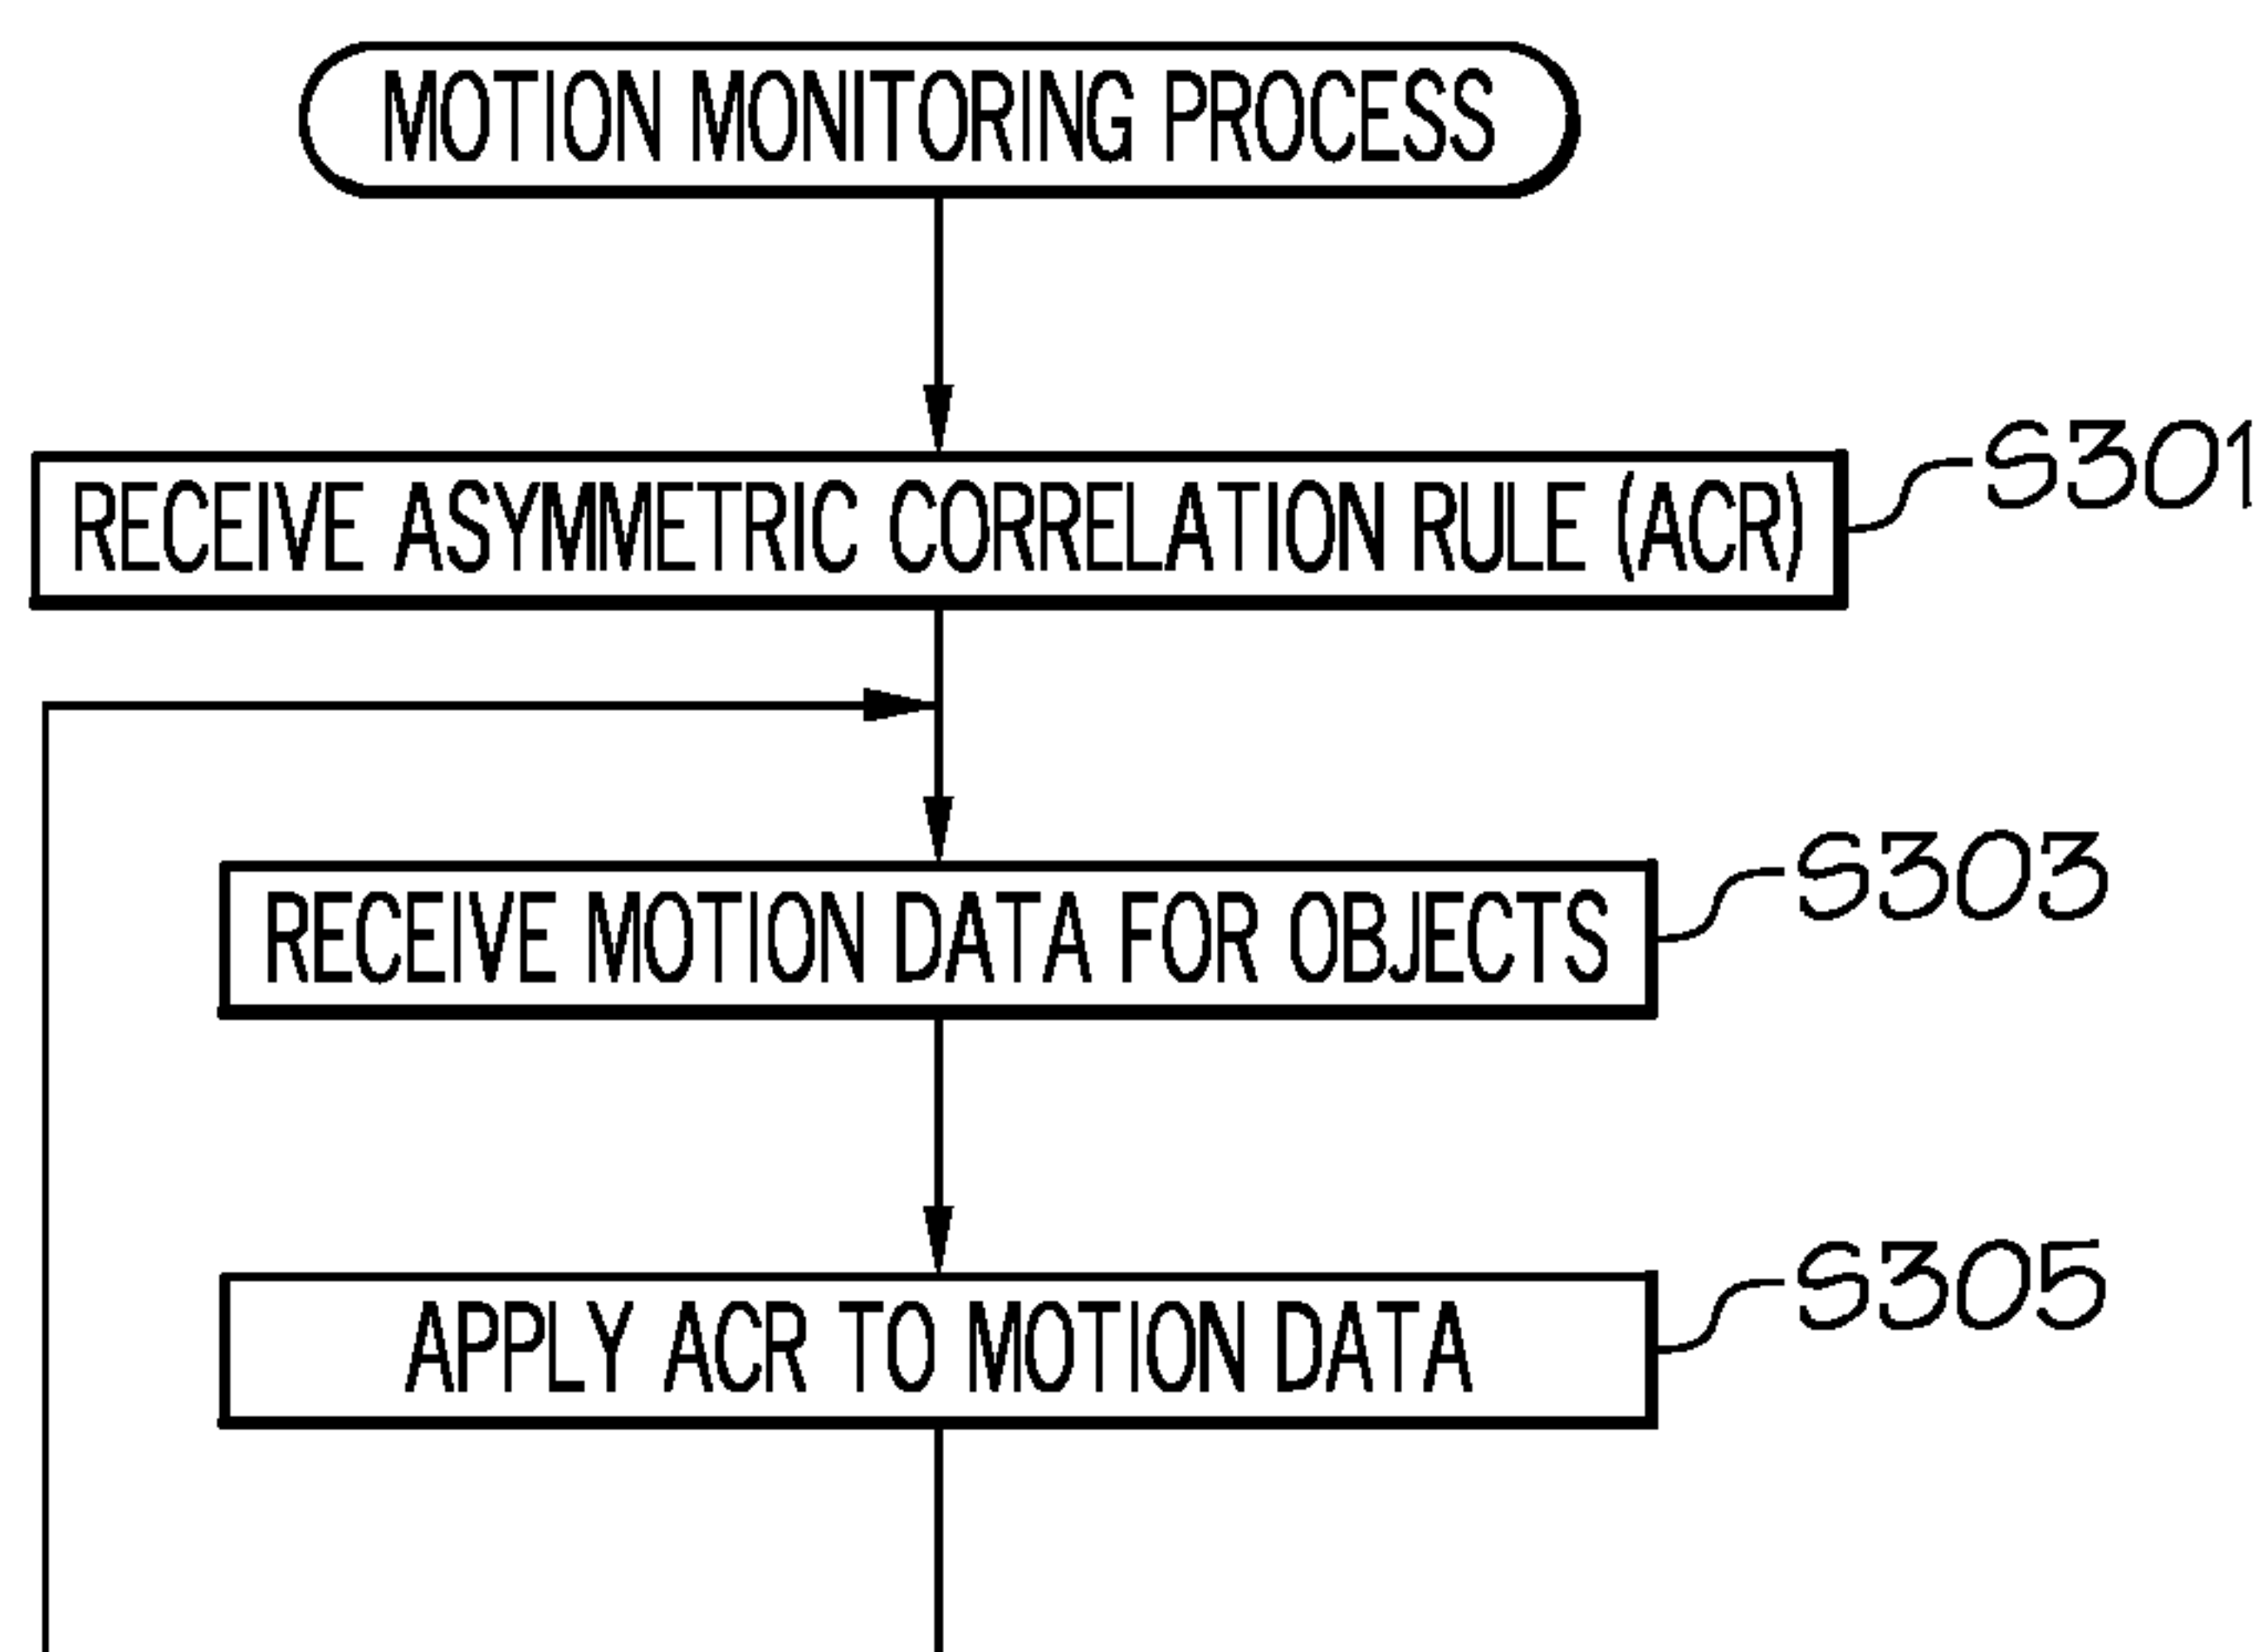 MOTION MONITORING PROCESS
RECEIVE ASYMMETRIC CORRELATION RULE (ACR)
S301
RECEIVE MOTION DATA FOR OBJECTS
S303
APPLY ACR TO MOTION DATA
S305